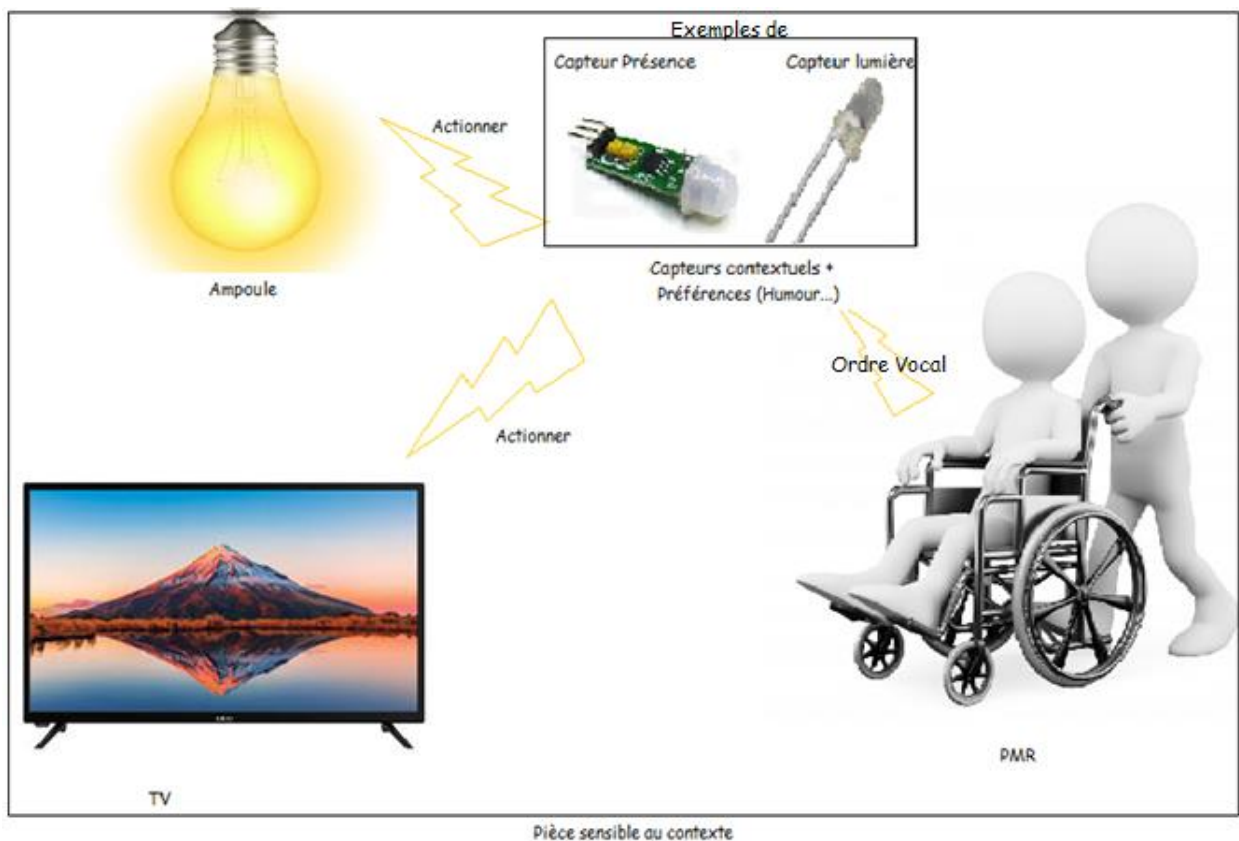 Exemples de
Capteur Présence
Capteur lumière
Actionner
Ampoule
Capteurs contextuels +
Préférences (Humour...)
Ordre Vocal
Actionner
PMR
TV
Pièce sensible au contexte